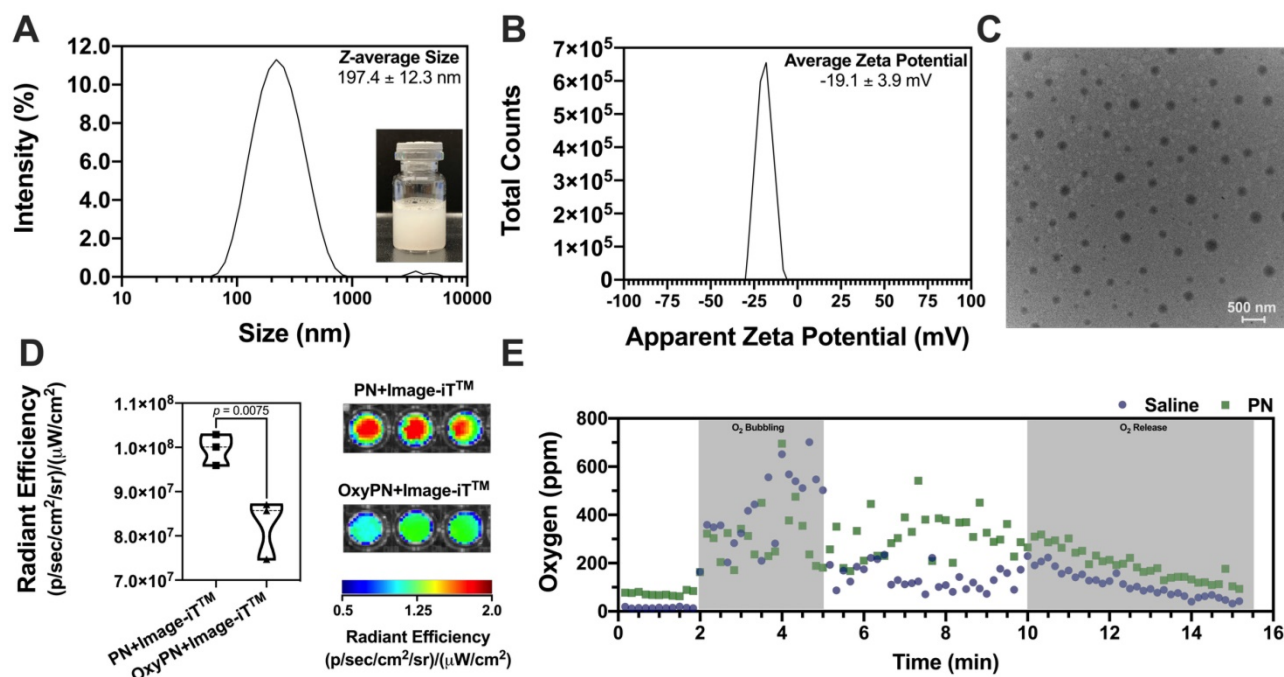 A
12.0
10.0
8.0
6.0
4.0
2.0
0.0
Intensity (%)
Z-average Size
197.4 ± 12.3 nm
10
100
1000
10000
Size (nm)
B
7×10⁵
6×10⁵
5×10⁵
4×10⁵
3×10⁵
2×10⁵
1×10⁵
0
Total Counts
Average Zeta Potential
-19.1 ± 3.9 mV
-100
-75
-50
-25
0
25
50
75
100
Apparent Zeta Potential (mV)
C
500 nm
D
Radiant Efficiency
(p/sec/cm²/sr)/(μW/cm²)
1.1×10⁸
1.0×10⁸
9.0×10⁷
8.0×10⁷
7.0×10⁷
p = 0.0075
PN+Image-iT™
OxyPN+Image-iT™
PN+Image-iT™
OxyPN+Image-iT™
0.5
1.25
2.0
Radiant Efficiency
(p/sec/cm²/sr)/(μW/cm²)
E
Saline
PN
O₂ Bubbling
O₂ Release
800
600
400
200
0
Oxygen (ppm)
0
2
4
6
8
10
12
14
16
Time (min)